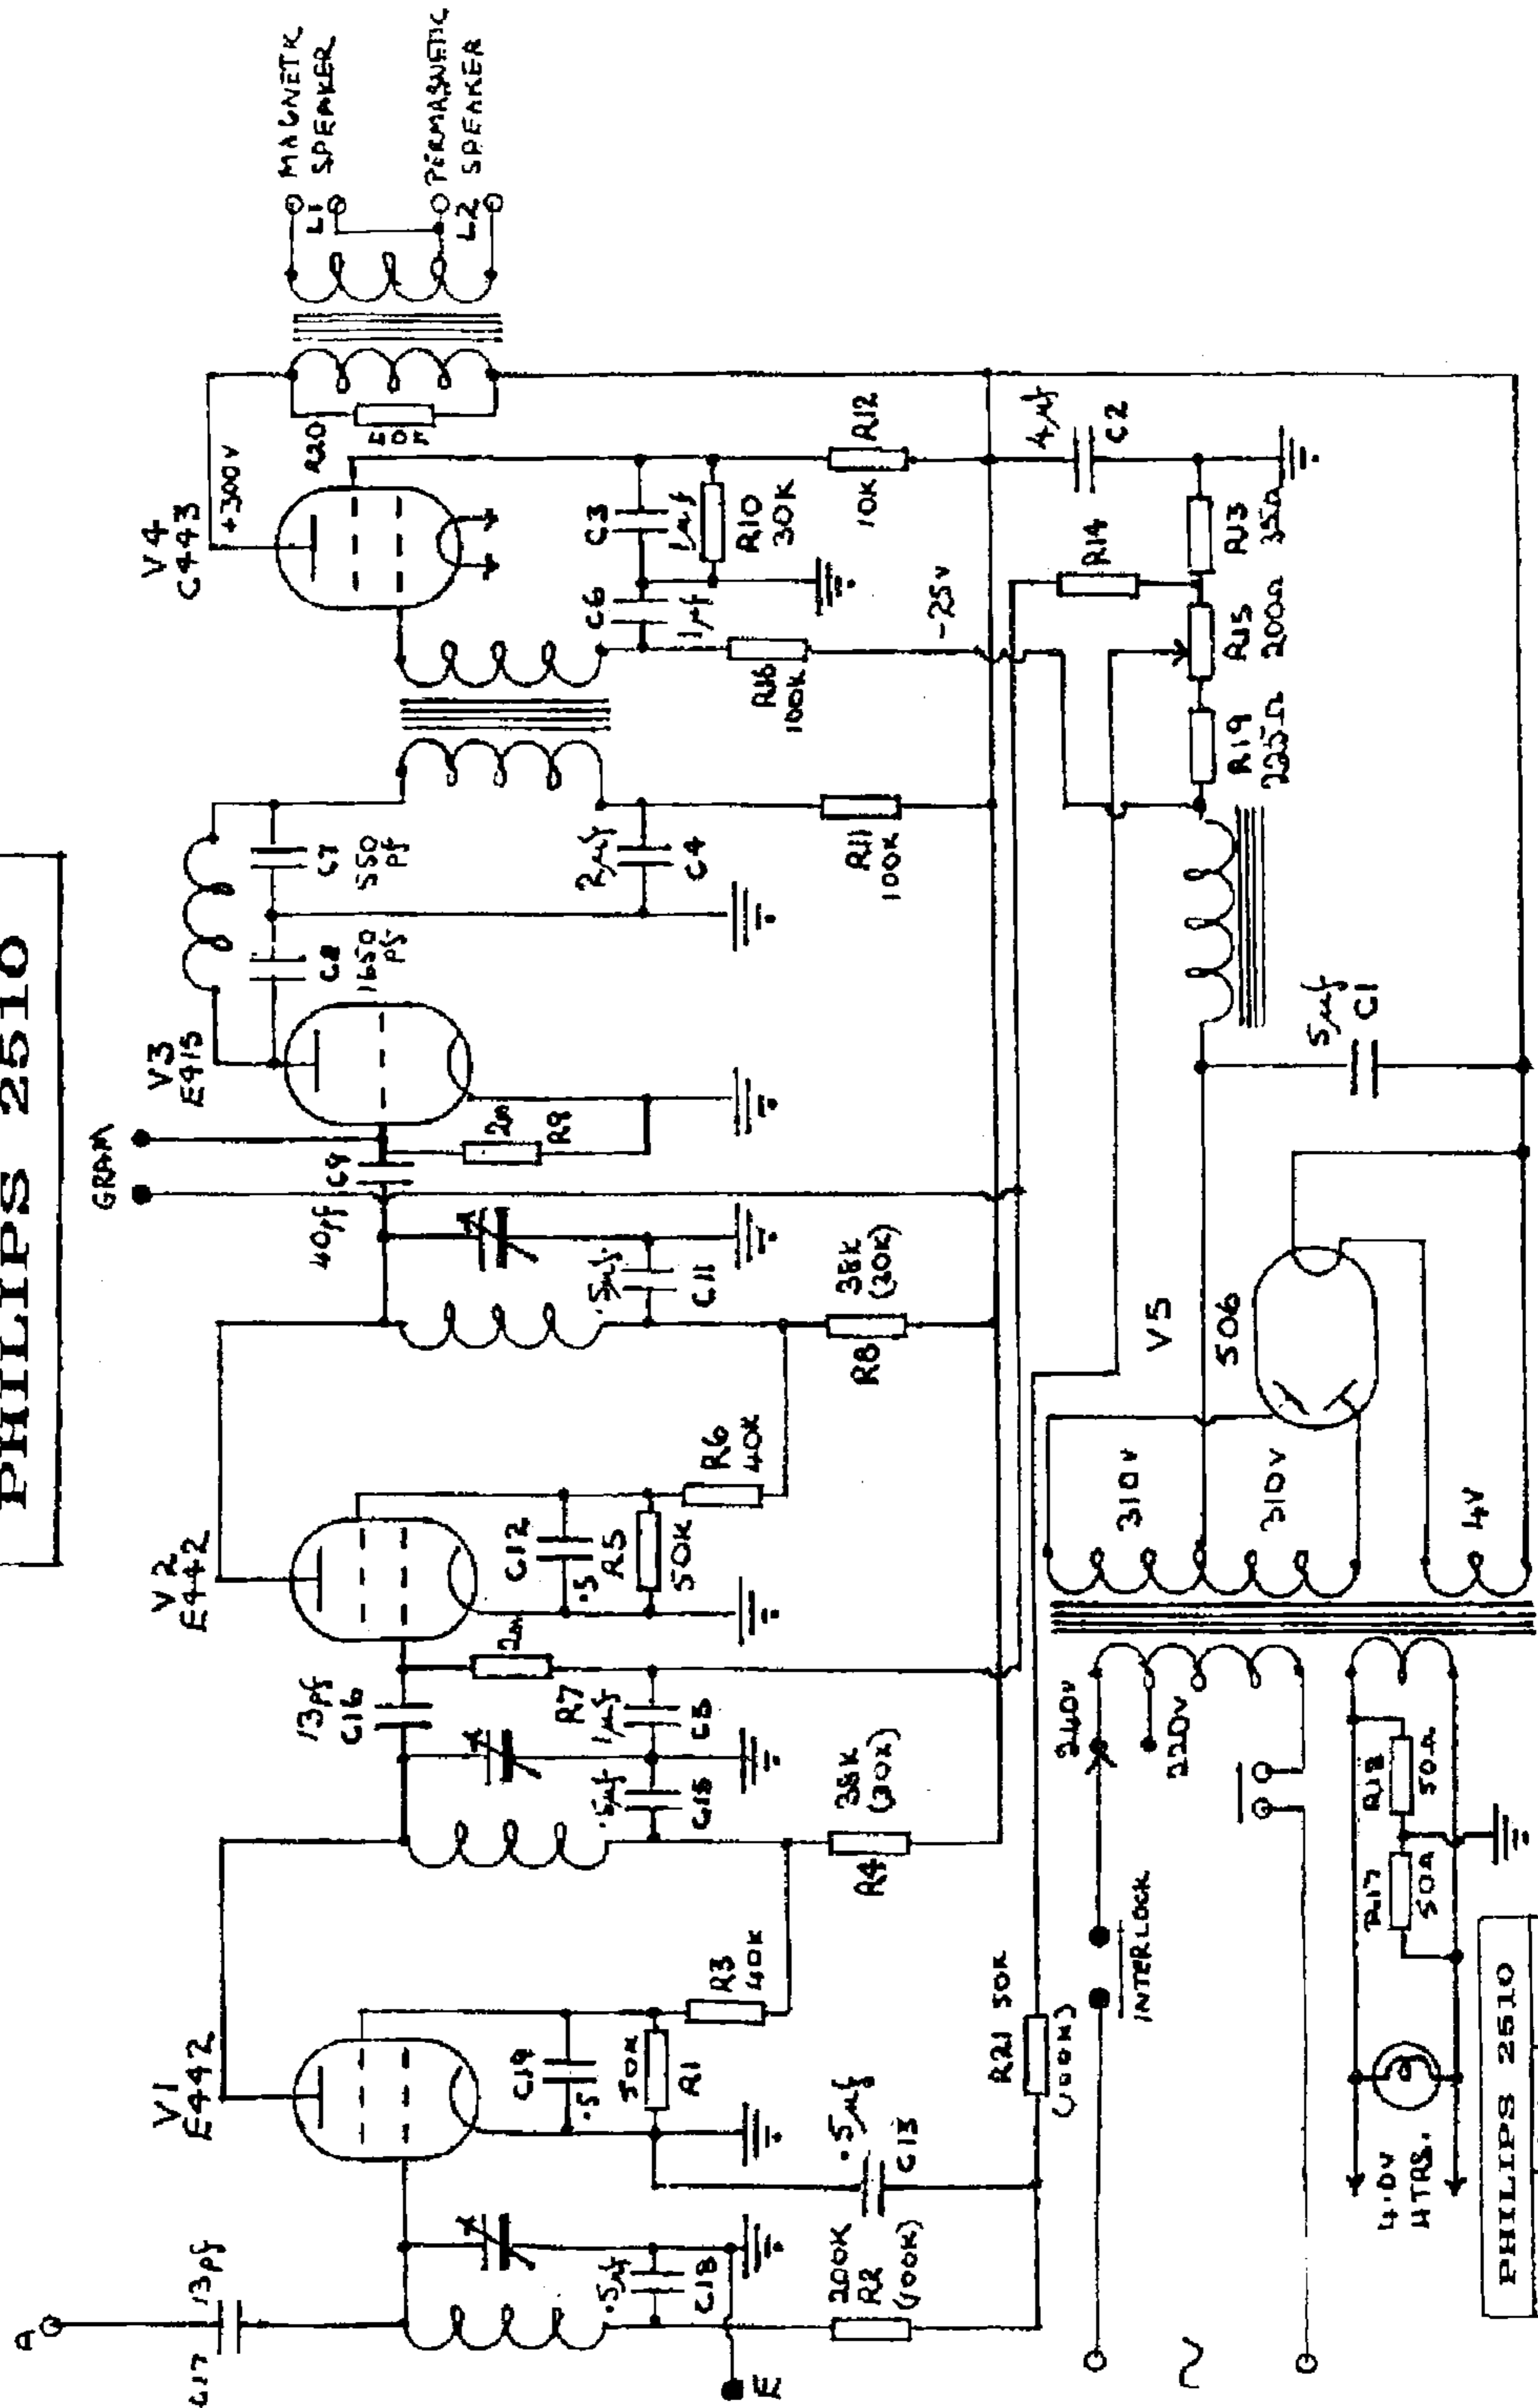 PHILIPS 2510
A
C17
13pf
V1
E442
V2
E442
GRAM
V3
E415
V4
C443
+300V
MAGNETIC
SPEAKER
L1
PERMAGNETIC
SPEAKER
L2
13pf
C16
40pf
C9
C8
1650
pf
C7
550
pf
R20
E
.5μf
C18
C19
.5
50K
R1
R3
40K
.5μf
C15
2m
R7
1μf
C5
C12
.5
R5
50K
R6
40K
.5μf
C11
2m
R9
2μf
C4
C6
1μf
C3
1μf
R10
30K
200K
R2
(100K)
.5μf
C13
38K
(30K)
R4
38K
(20K)
R8
R11
100K
R16
100K
10K
R12
R21 50K
(100K)
-25V
R14
4μf
C2
R19
225Ω
R15
200Ω
R13
35Ω
INTERLOCK
240V
220V
310V
310V
V5
506
5μf
C1
4V
~
4.0V
HTRS.
R17
50Ω
R18
50Ω
PHILIPS 2510